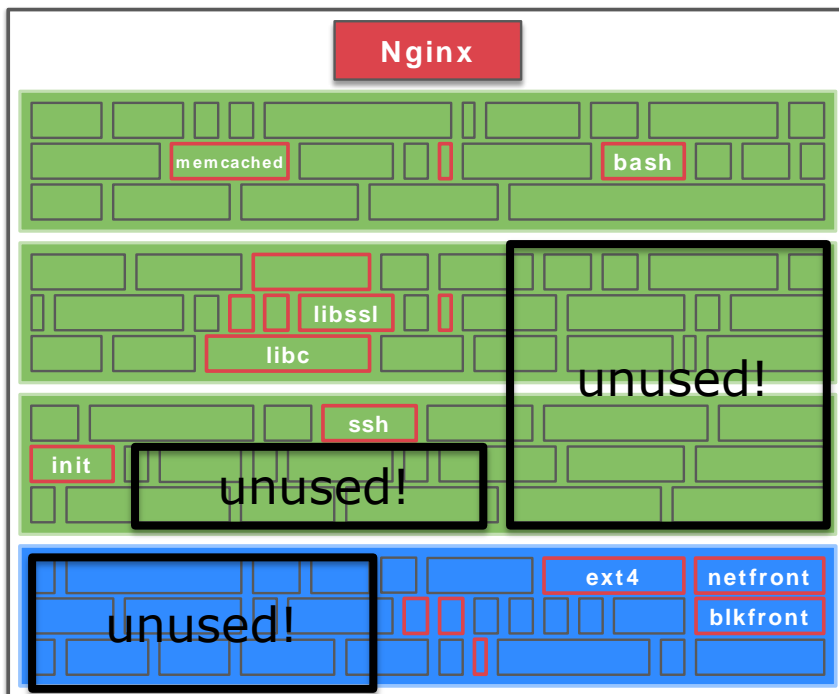 Nginx
memcached
bash
libssl
libc
unused!
ssh
init
unused!
ext4
netfront
unused!
blkfront